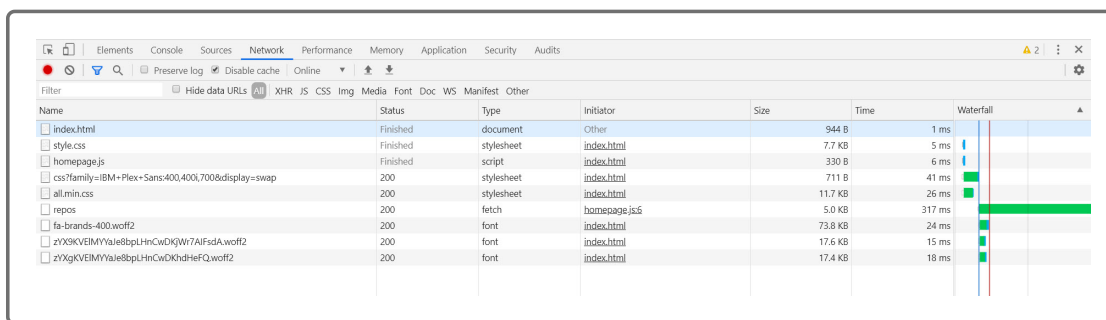 Elements Console Sources Network Performance Memory Application Security Audits 2
Preserve log Disable cache Online
Filter Hide data URLs All XHR JS CSS Img Media Font Doc WS Manifest Other
Name Status Type Initiator Size Time Waterfall
index.html Finished document Other 944 B 1 ms
style.css Finished stylesheet index.html 7.7 KB 5 ms
homepage.js Finished script index.html 330 B 6 ms
css?family=IBM+Plex+Sans:400,400i,700&display=swap 200 stylesheet index.html 711 B 41 ms
all.min.css 200 stylesheet index.html 11.7 KB 26 ms
repos 200 fetch homepage.js:6 5.0 KB 317 ms
fa-brands-400.woff2 200 font index.html 73.8 KB 24 ms
zYX9KVElMYYaJe8bpLHnCwDKjWr7AIFsdA.woff2 200 font index.html 17.6 KB 15 ms
zYXgKVElMYYaJe8bpLHnCwDKhdHeFQ.woff2 200 font index.html 17.4 KB 18 ms